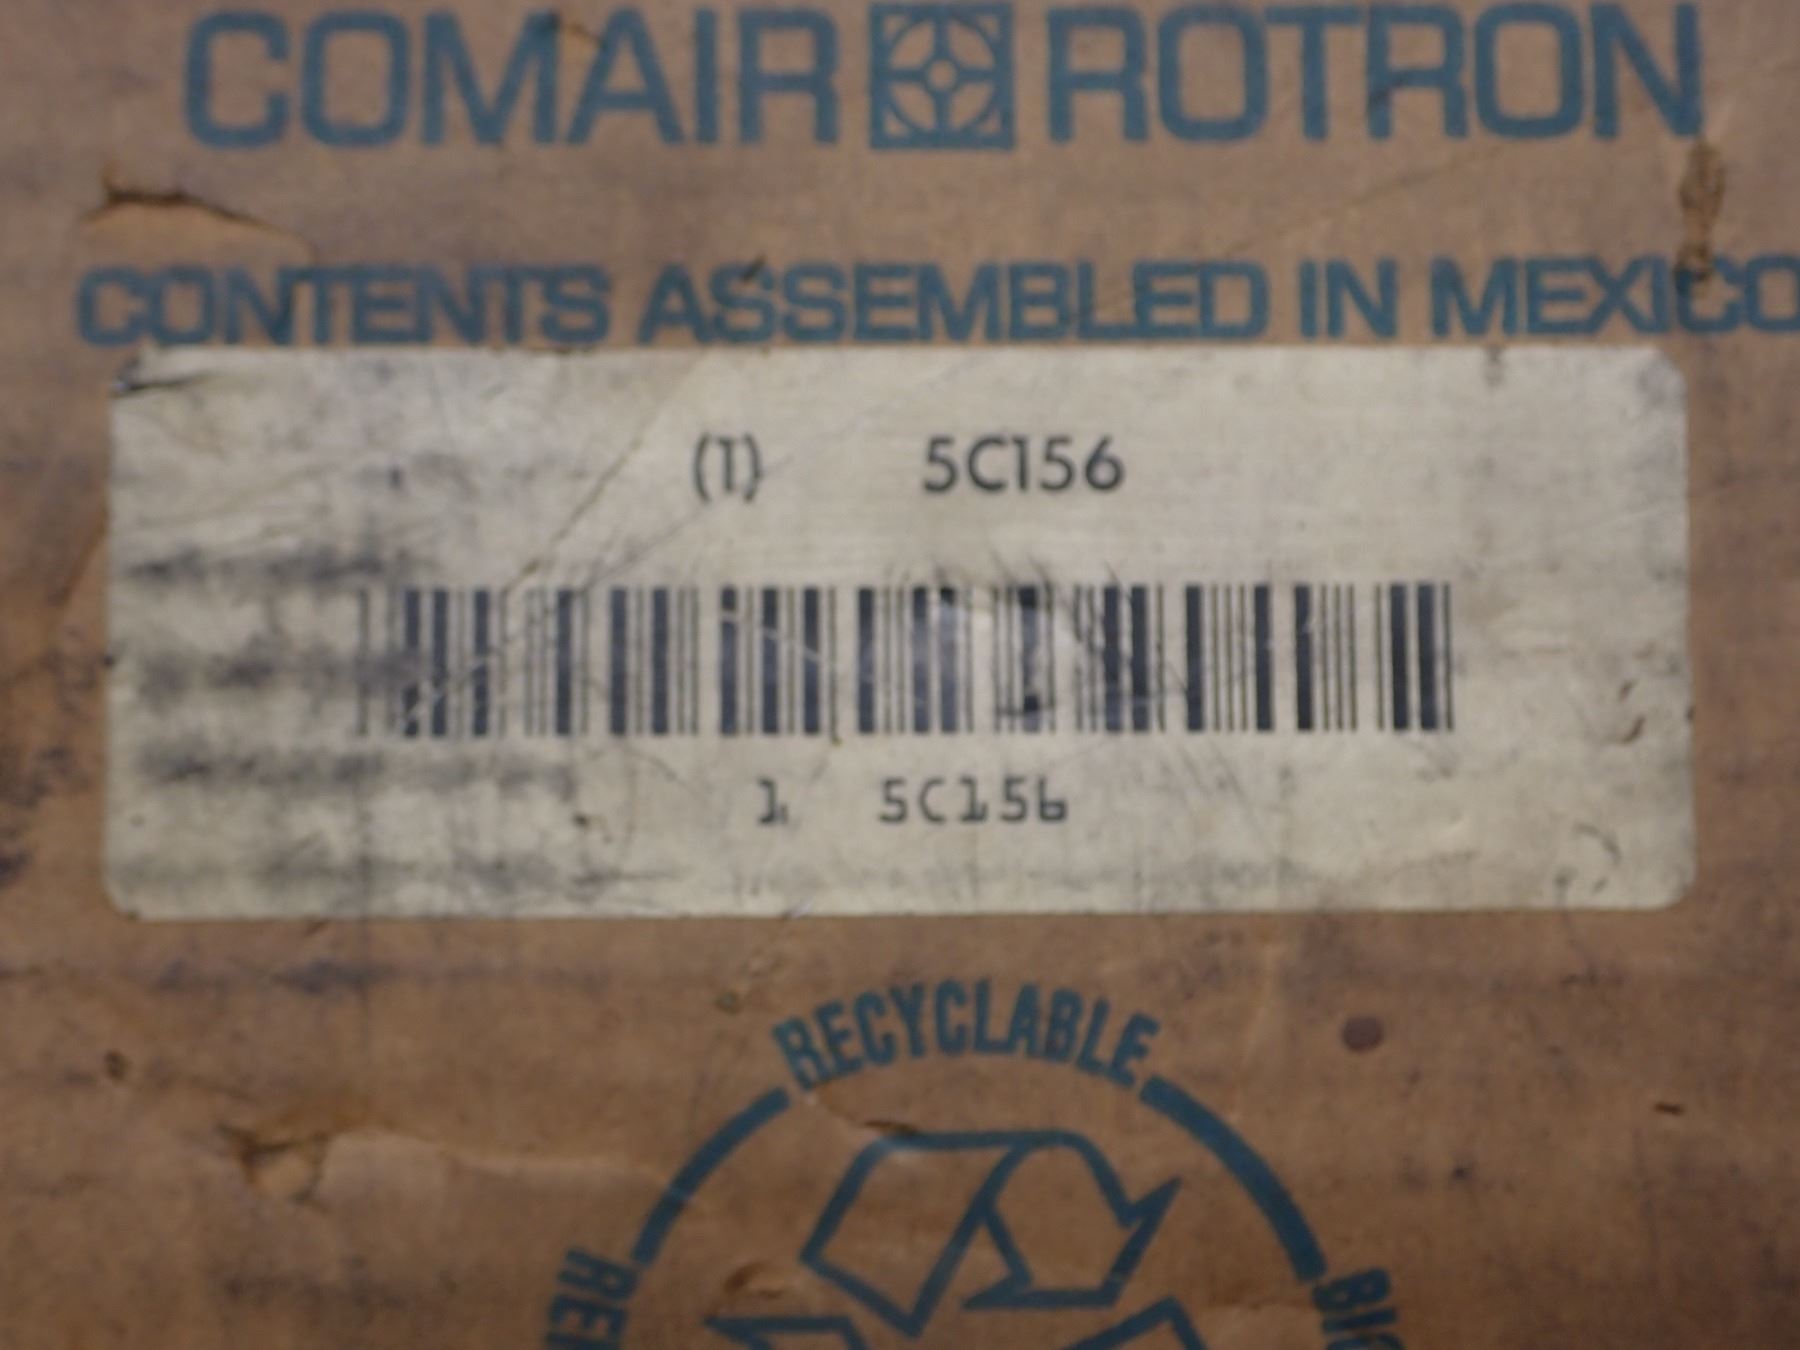 COMAIR ROTRON
CONTENTS ASSEMBLED IN MEXICO
(1) 5C156
1 5C156
RECYCLABLE